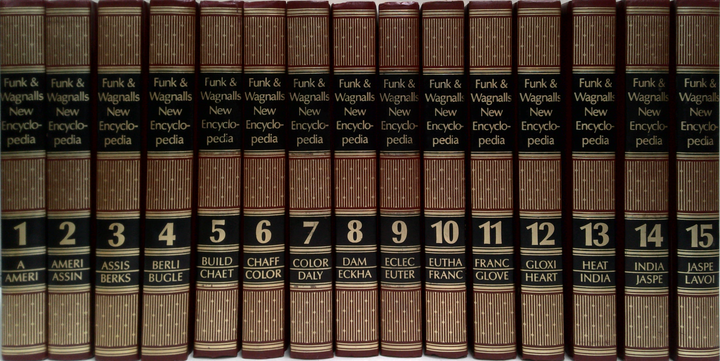 Funk &
Wagnalls
New
Encyclo-
pedia
1
A
AMERI
Funk &
Wagnalls
New
Encyclo-
pedia
2
AMERI
ASSIN
Funk &
Wagnalls
New
Encyclo-
pedia
3
ASSIS
BERKS
Funk &
Wagnalls
New
Encyclo-
pedia
4
BERLI
BUGLE
Funk &
Wagnalls
New
Encyclo-
pedia
5
BUILD
CHAET
Funk &
Wagnalls
New
Encyclo-
pedia
6
CHAFF
COLOR
Funk &
Wagnalls
New
Encyclo-
pedia
7
COLOR
DALY
Funk &
Wagnalls
New
Encyclo-
pedia
8
DAM
ECKHA
Funk &
Wagnalls
New
Encyclo-
pedia
9
ECLEC
EUTER
Funk &
Wagnalls
New
Encyclo-
pedia
10
EUTHA
FRANC
Funk &
Wagnalls
New
Encyclo-
pedia
11
FRANC
GLOVE
Funk &
Wagnalls
New
Encyclo-
pedia
12
GLOXI
HEART
Funk &
Wagnalls
New
Encyclo-
pedia
13
HEAT
INDIA
Funk &
Wagnalls
New
Encyclo-
pedia
14
INDIA
JASPE
Funk &
Wagnalls
New
Encyclo-
pedia
15
JASPE
LAVOI